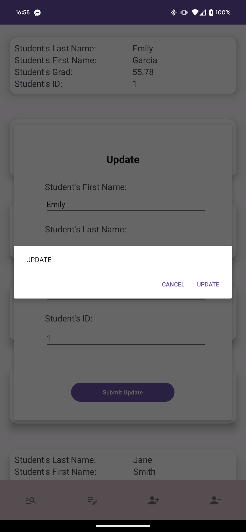 16:58
100%
Student's Last Name: Emily
Student's First Name: Garcia
Student's Grad: 55.78
Student's ID: 1
Update
Student's First Name:
Emily
Student's Last Name:
UPDATE
CANCEL UPDATE
Student's ID:
1
Submit Update
Student's Last Name: Jane
Student's First Name: Smith